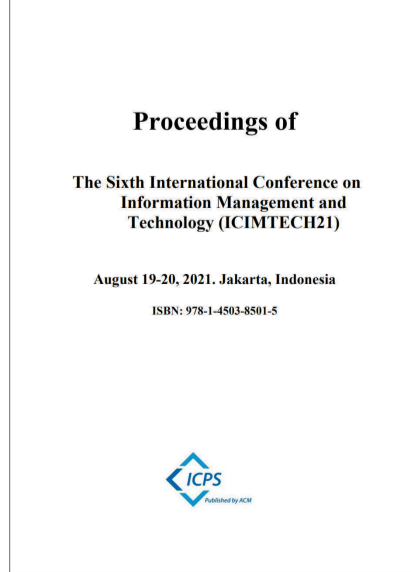 Proceedings of
The Sixth International Conference on
Information Management and
Technology (ICIMTECH21)
August 19-20, 2021. Jakarta, Indonesia
ISBN: 978-1-4503-8501-5
ICPS
Published by ACM